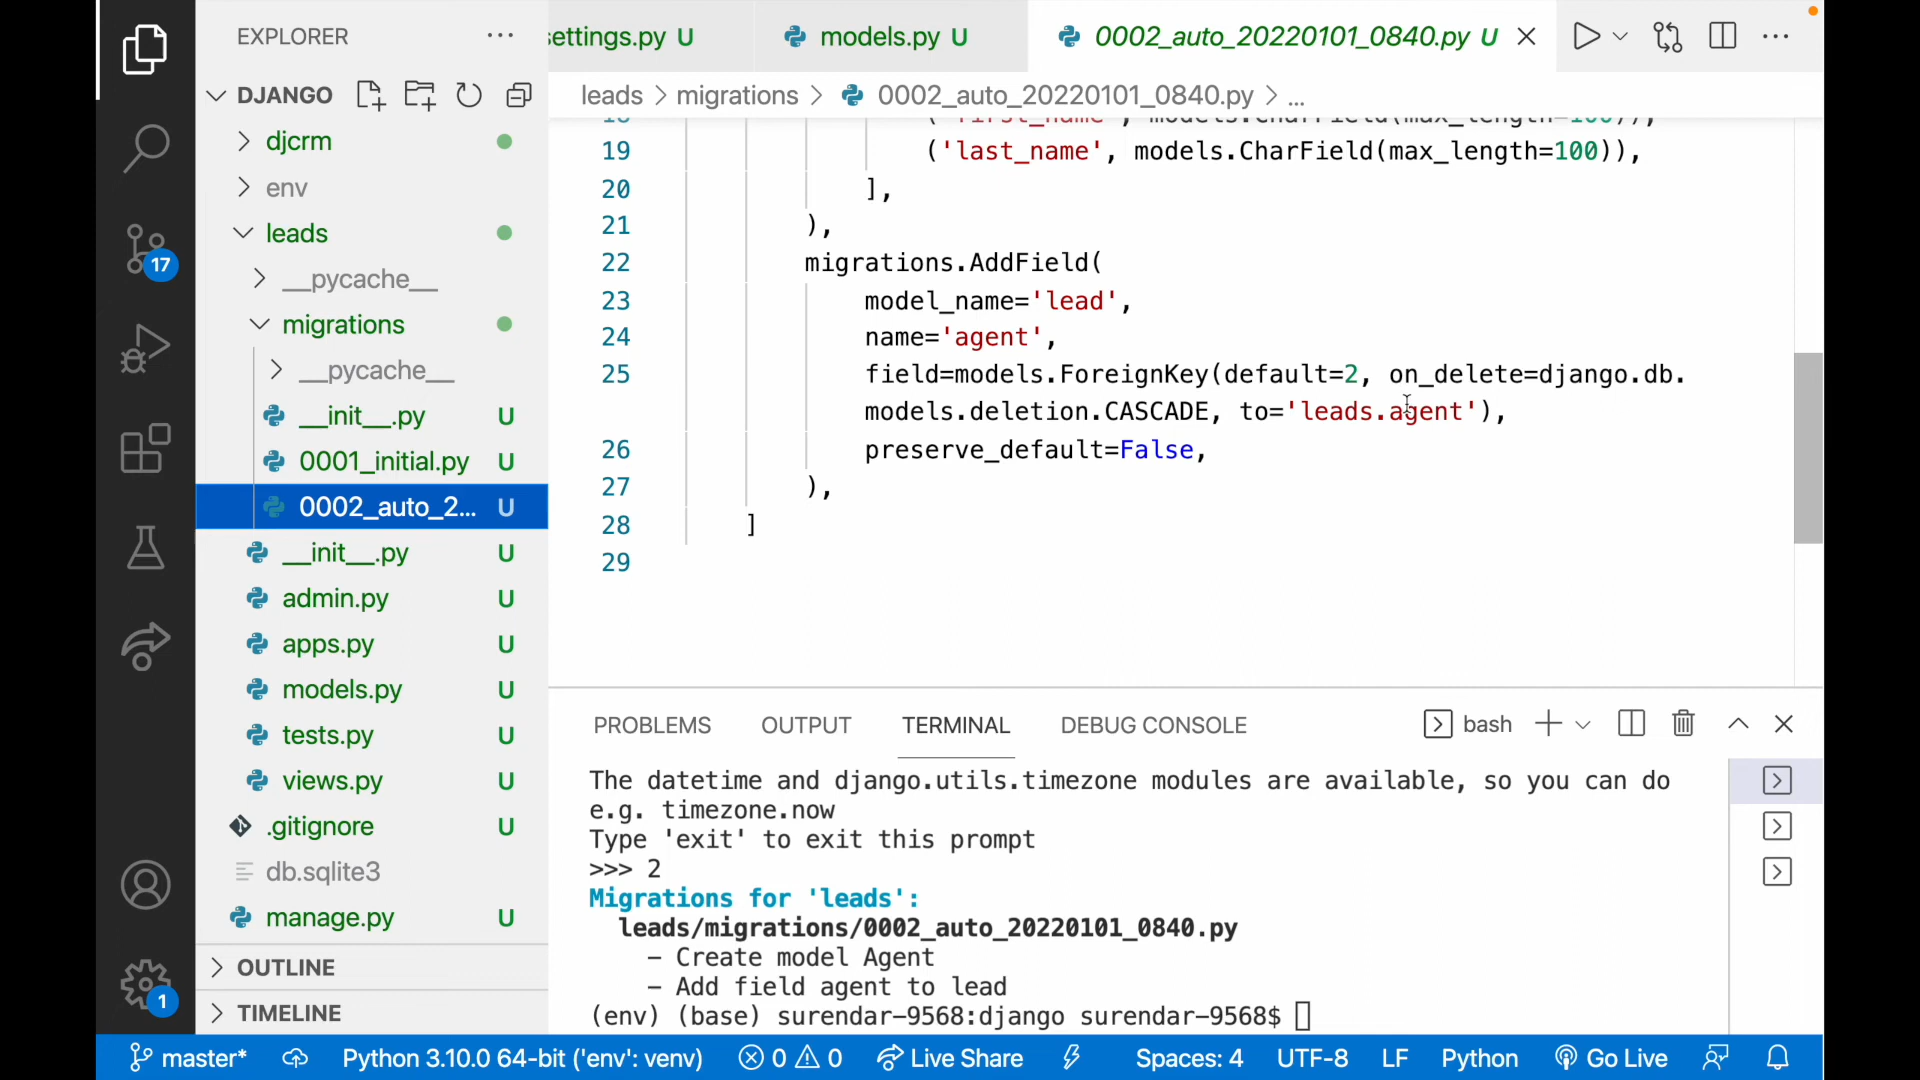 EXPLORER
DJANGO
djcrm
env
leads
__pycache__
migrations
__pycache__
__init__.py U
0001_initial.py U
0002_auto_2... U
__init__.py U
admin.py U
apps.py U
models.py U
tests.py U
views.py U
.gitignore U
db.sqlite3
manage.py U
OUTLINE
TIMELINE
17
1
settings.py U
models.py U
0002_auto_20220101_0840.py U
leads > migrations > 0002_auto_20220101_0840.py > ...
18 ('first_name', models.CharField(max_length=100)),
19 ('last_name', models.CharField(max_length=100)),
20 ],
21 ),
22 migrations.AddField(
23 model_name='lead',
24 name='agent',
25 field=models.ForeignKey(default=2, on_delete=django.db.
models.deletion.CASCADE, to='leads.agent'),
26 preserve_default=False,
27 ),
28 ]
29
PROBLEMS OUTPUT TERMINAL DEBUG CONSOLE bash
The datetime and django.utils.timezone modules are available, so you can do
e.g. timezone.now
Type 'exit' to exit this prompt
>>> 2
Migrations for 'leads':
leads/migrations/0002_auto_20220101_0840.py
- Create model Agent
- Add field agent to lead
(env) (base) surendar-9568:django surendar-9568$
master* Python 3.10.0 64-bit ('env': venv) 0 0 Live Share Spaces: 4 UTF-8 LF Python Go Live